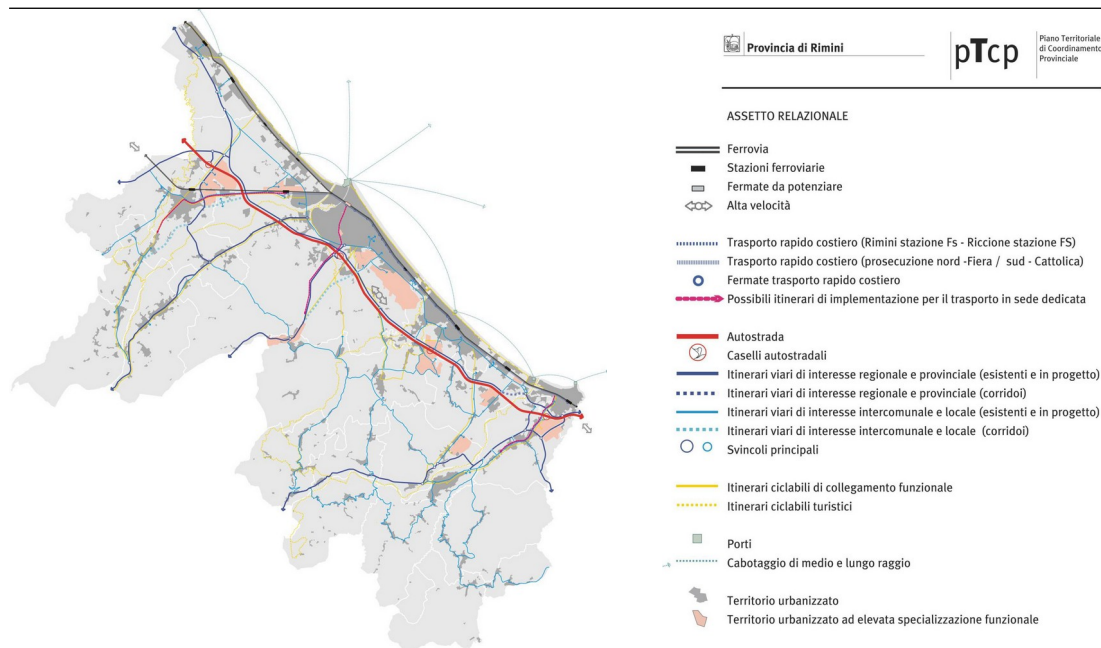 Provincia di Rimini
pTcp
Piano Territoriale
di Coordinamento
Provinciale
ASSETTO RELAZIONALE
Ferrovia
Stazioni ferroviarie
Fermate da potenziare
Alta velocità
Trasporto rapido costiero (Rimini stazione Fs - Riccione stazione FS)
Trasporto rapido costiero (prosecuzione nord -Fiera / sud - Cattolica)
Fermate trasporto rapido costiero
Possibili itinerari di implementazione per il trasporto in sede dedicata
Autostrada
Caselli autostradali
Itinerari viari di interesse regionale e provinciale (esistenti e in progetto)
Itinerari viari di interesse regionale e provinciale (corridoi)
Itinerari viari di interesse intercomunale e locale (esistenti e in progetto)
Itinerari viari di interesse intercomunale e locale (corridoi)
Svincoli principali
Itinerari ciclabili di collegamento funzionale
Itinerari ciclabili turistici
Porti
Cabotaggio di medio e lungo raggio
Territorio urbanizzato
Territorio urbanizzato ad elevata specializzazione funzionale